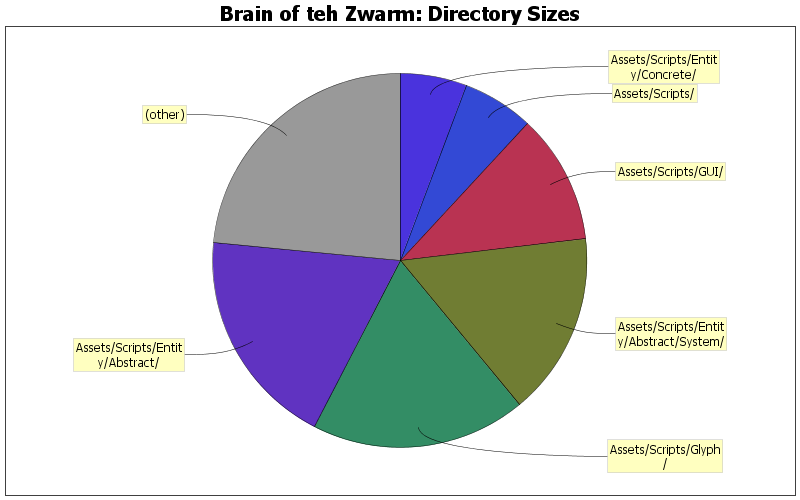 Brain of teh Zwarm: Directory Sizes
Assets/Scripts/Entit
y/Concrete/
Assets/Scripts/
(other)
Assets/Scripts/GUI/
Assets/Scripts/Entit
y/Abstract/System/
Assets/Scripts/Entit
y/Abstract/
Assets/Scripts/Glyph
/